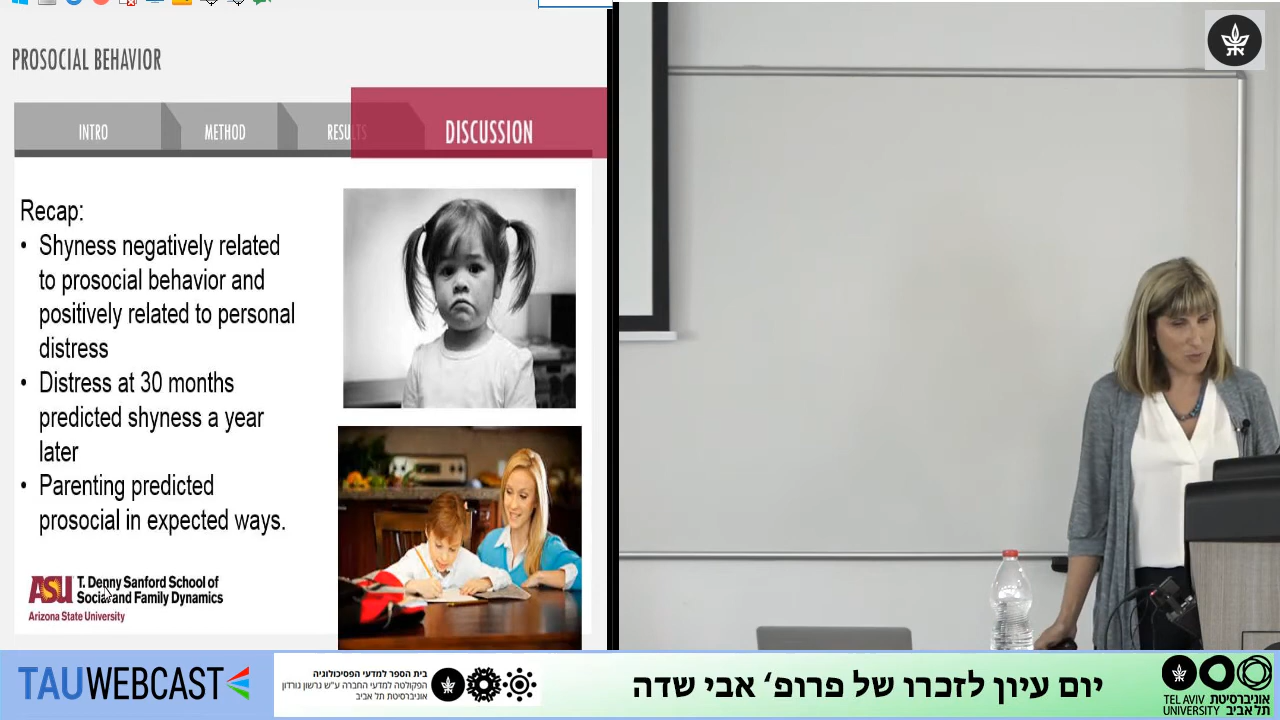 PROSOCIAL BEHAVIOR
INTRO
METHOD
RESULTS
DISCUSSION
Recap:
• Shyness negatively related
to prosocial behavior and
positively related to personal
distress
• Distress at 30 months
predicted shyness a year
later
• Parenting predicted
prosocial in expected ways.
ASU
T. Denny Sanford School of
Social and Family Dynamics
Arizona State University
TAUWEBCAST
בית הספר למדעי הפסיכולוגיה
הפקולטה למדעי החברה ע"ש גרשון גורדון
אוניברסיטת תל אביב
יום עיון לזכרו של פרופ' אבי שדה
TEL AVIV UNIVERSITY
אוניברסיטת תל אביב